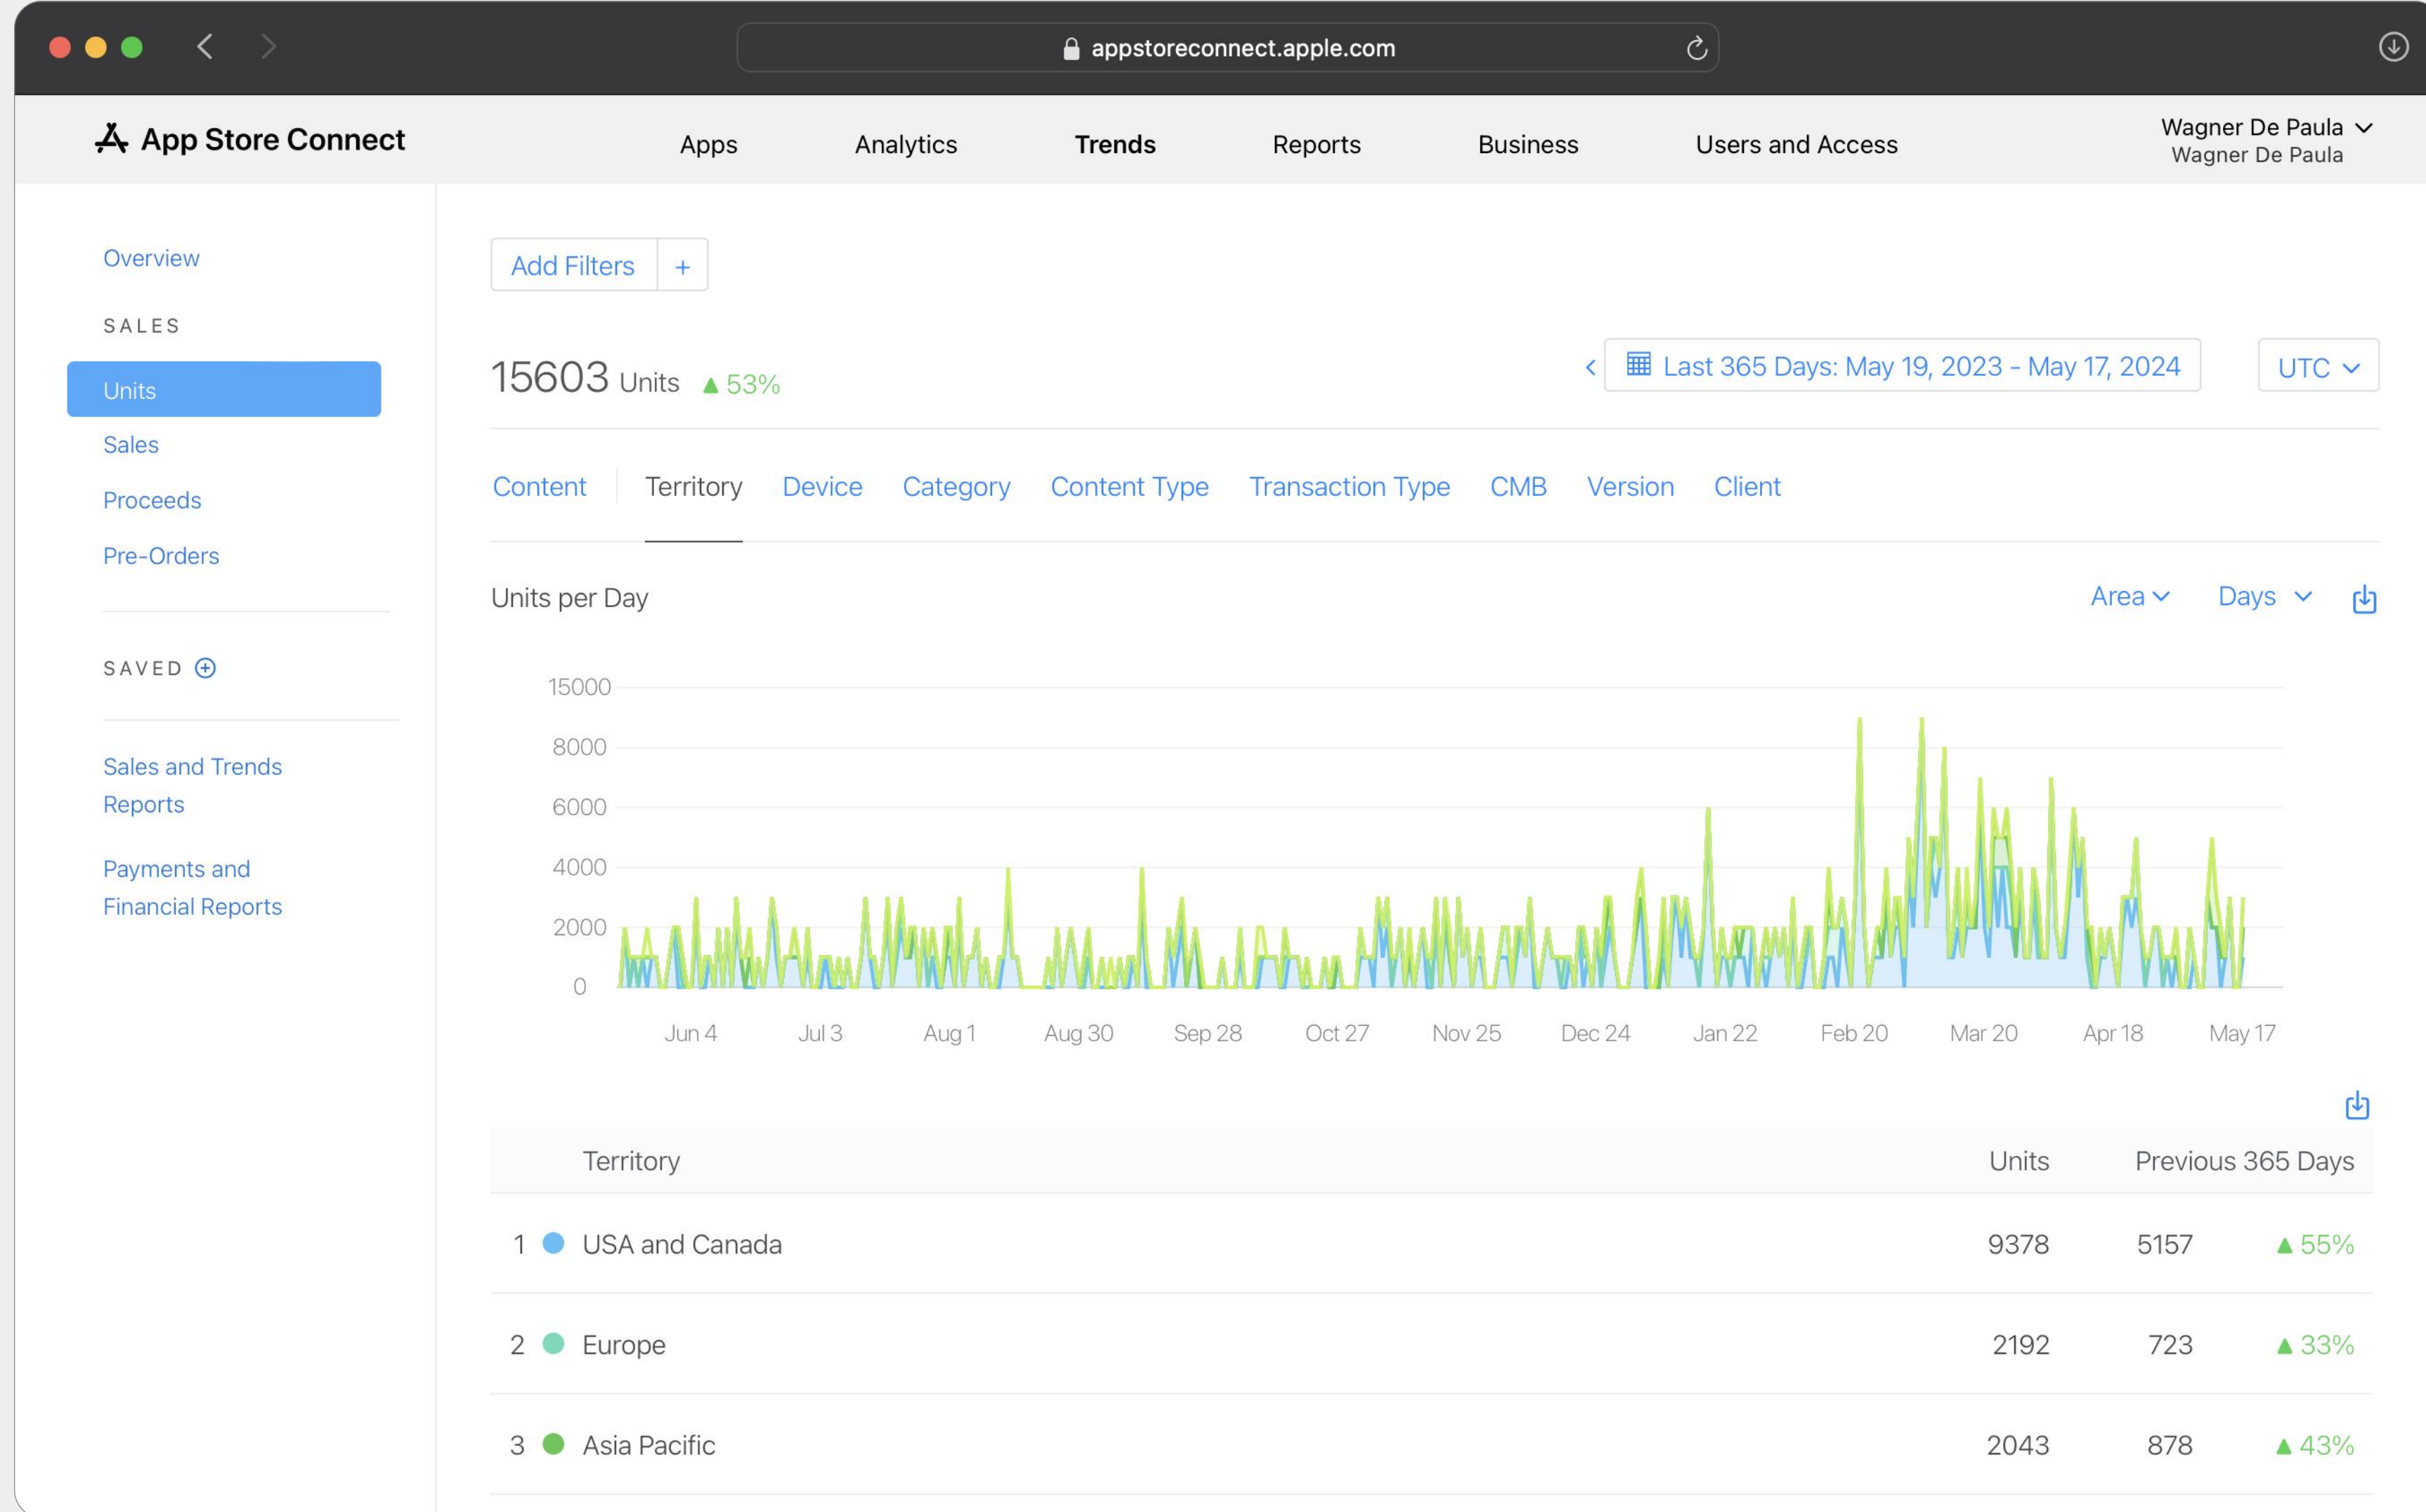 appstoreconnect.apple.com
App Store Connect
Apps Analytics Trends Reports Business Users and Access
Wagner De Paula
Wagner De Paula
Overview
SALES
Units
Sales
Proceeds
Pre-Orders
SAVED
Sales and Trends
Reports
Payments and
Financial Reports
Add Filters +
15603 Units ▲ 53%
Last 365 Days: May 19, 2023 - May 17, 2024
UTC
Content Territory Device Category Content Type Transaction Type CMB Version Client
Units per Day
Area Days
15000
8000
6000
4000
2000
0
Jun 4 Jul 3 Aug 1 Aug 30 Sep 28 Oct 27 Nov 25 Dec 24 Jan 22 Feb 20 Mar 20 Apr 18 May 17
Territory Units Previous 365 Days
1 USA and Canada 9378 5157 ▲ 55%
2 Europe 2192 723 ▲ 33%
3 Asia Pacific 2043 878 ▲ 43%